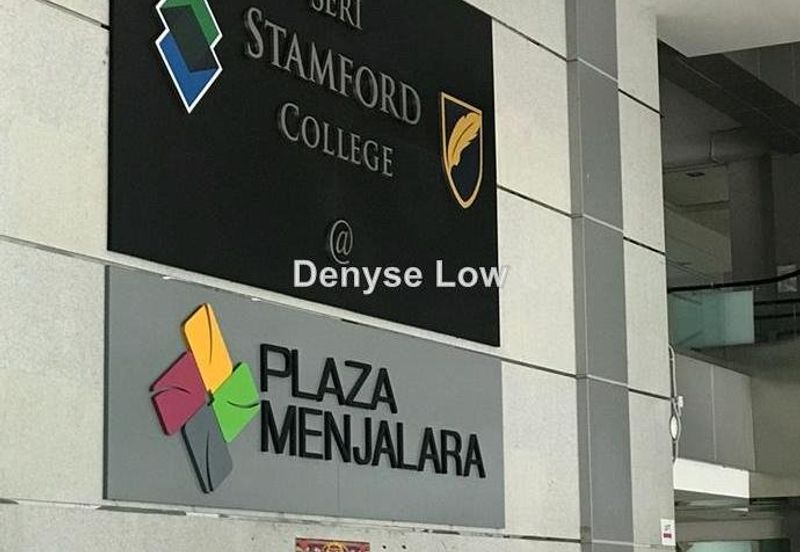 SERI
STAMFORD
COLLEGE
@
Denyse Low
PLAZA
MENJALARA